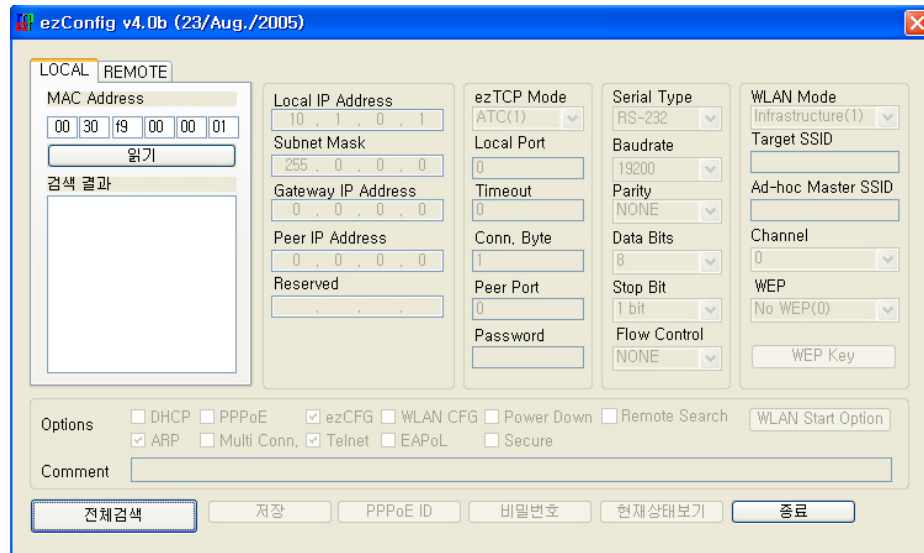 ezConfig v4.0b (23/Aug./2005)
LOCAL REMOTE
MAC Address
00 30 f9 00 00 01
읽기
검색 결과
Local IP Address
10 . 1 . 0 . 1
Subnet Mask
255 . 0 . 0 . 0
Gateway IP Address
0 . 0 . 0 . 0
Peer IP Address
0 . 0 . 0 . 0
Reserved
. . .
ezTCP Mode
ATC(1)
Local Port
0
Timeout
0
Conn. Byte
1
Peer Port
0
Password
Serial Type
RS-232
Baudrate
19200
Parity
NONE
Data Bits
8
Stop Bit
1 bit
Flow Control
NONE
WLAN Mode
Infrastructure(1)
Target SSID
Ad-hoc Master SSID
Channel
0
WEP
No WEP(0)
WEP Key
Options
DHCP PPPoE ezCFG WLAN CFG Power Down Remote Search WLAN Start Option
ARP Multi Conn. Telnet EAPoL Secure
Comment
전체검색 저장 PPPoE ID 비밀번호 현재상태보기 종료